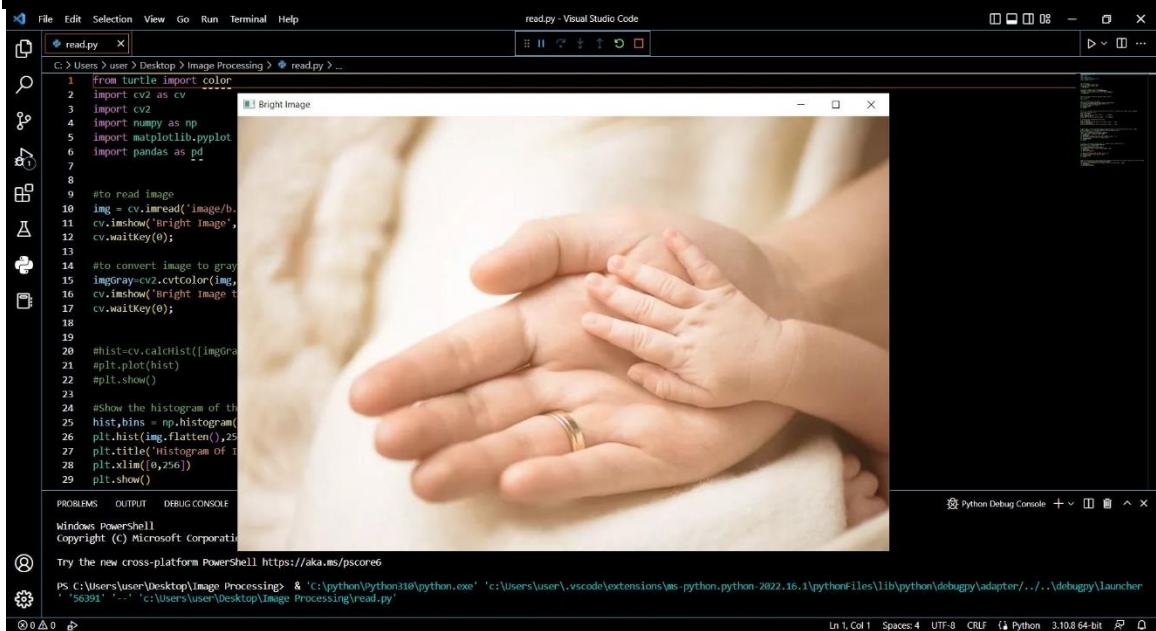 File Edit Selection View Go Run Terminal Help
read.py - Visual Studio Code
read.py
C: > Users > user > Desktop > Image Processing > read.py > ...
1 from turtle import color
2 import cv2 as cv
3 import cv2
4 import numpy as np
5 import matplotlib.pyplot
6 import pandas as pd
7
8
9 #to read image
10 img = cv.imread('image/b.
11 cv.imshow('Bright Image',
12 cv.waitKey(0);
13
14 #to convert image to gray
15 imgGray=cv2.cvtColor(img,
16 cv.imshow('Bright Image t
17 cv.waitKey(0);
18
19
20 #hist=cv.calcHist([imgGra
21 #plt.plot(hist)
22 #plt.show()
23
24 #Show the histogram of th
25 hist,bins = np.histogram(
26 plt.hist(img.flatten(),25
27 plt.title('Histogram Of I
28 plt.xlim([0,256])
29 plt.show()
Bright Image
PROBLEMS OUTPUT DEBUG CONSOLE
Python Debug Console
Windows PowerShell
Copyright (C) Microsoft Corporati
Try the new cross-platform PowerShell https://aka.ms/pscore6
PS C:\Users\user\Desktop\Image Processing> & 'C:\python\Python310\python.exe' 'c:\Users\user\.vscode\extensions\ms-python.python-2022.16.1\pythonFiles\lib\python\debugpy\adapter/../..\debugpy\launcher
' '56391' '--' 'c:\Users\user\Desktop\Image Processing\read.py'
0 0 Ln 1, Col 1 Spaces: 4 UTF-8 CRLF Python 3.10.8 64-bit